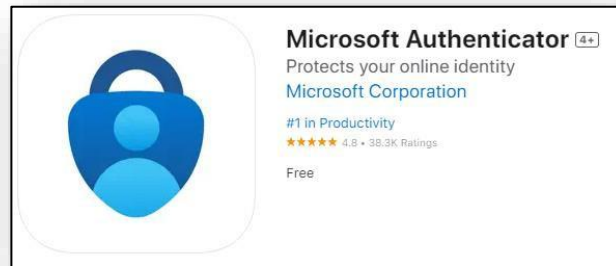 Microsoft Authenticator 4+
Protects your online identity
Microsoft Corporation
#1 in Productivity
★★★★★ 4.8 • 38.3K Ratings
Free